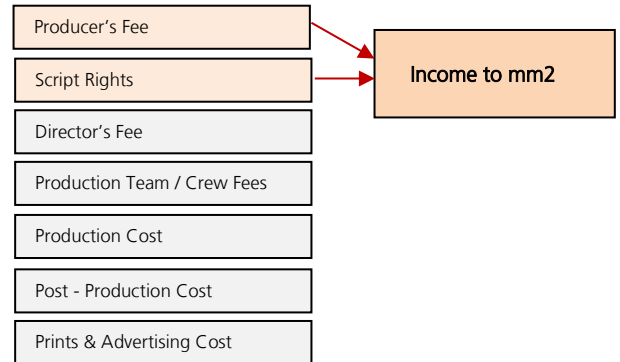 Producer’s Fee
Income to mm2
Script Rights
Director’s Fee
Production Team / Crew Fees
Production Cost
Post - Production Cost
Prints & Advertising Cost